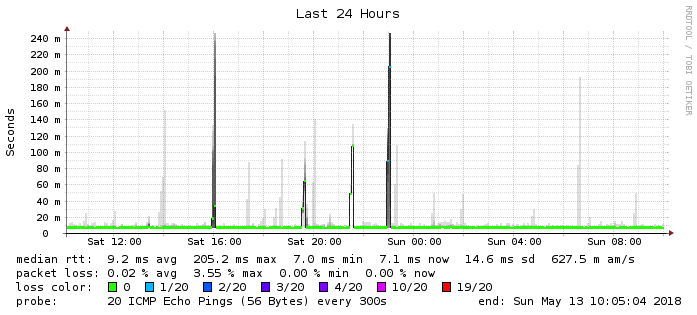 Last 24 Hours
RRDTOOL / TOBI OETIKER
Seconds
240 m
220 m
200 m
180 m
160 m
140 m
120 m
100 m
80 m
60 m
40 m
20 m
0
Sat 12:00 Sat 16:00 Sat 20:00 Sun 00:00 Sun 04:00 Sun 08:00
median rtt: 9.2 ms avg 205.2 ms max 7.0 ms min 7.1 ms now 14.6 ms sd 627.5 m am/s
packet loss: 0.02 % avg 3.55 % max 0.00 % min 0.00 % now
loss color: 0 1/20 2/20 3/20 4/20 10/20 19/20
probe: 20 ICMP Echo Pings (56 Bytes) every 300s end: Sun May 13 10:05:04 2018